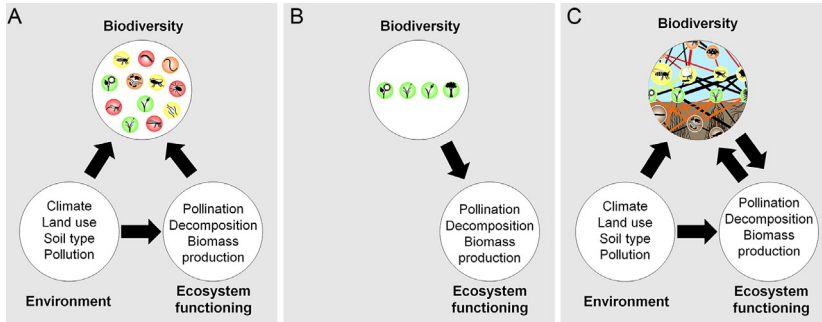 A
Biodiversity
Climate
Land use
Soil type
Pollution
Environment
Pollination
Decomposition
Biomass
production
Ecosystem
functioning
B
Biodiversity
Pollination
Decomposition
Biomass
production
Ecosystem
functioning
C
Biodiversity
Climate
Land use
Soil type
Pollution
Environment
Pollination
Decomposition
Biomass
production
Ecosystem
functioning